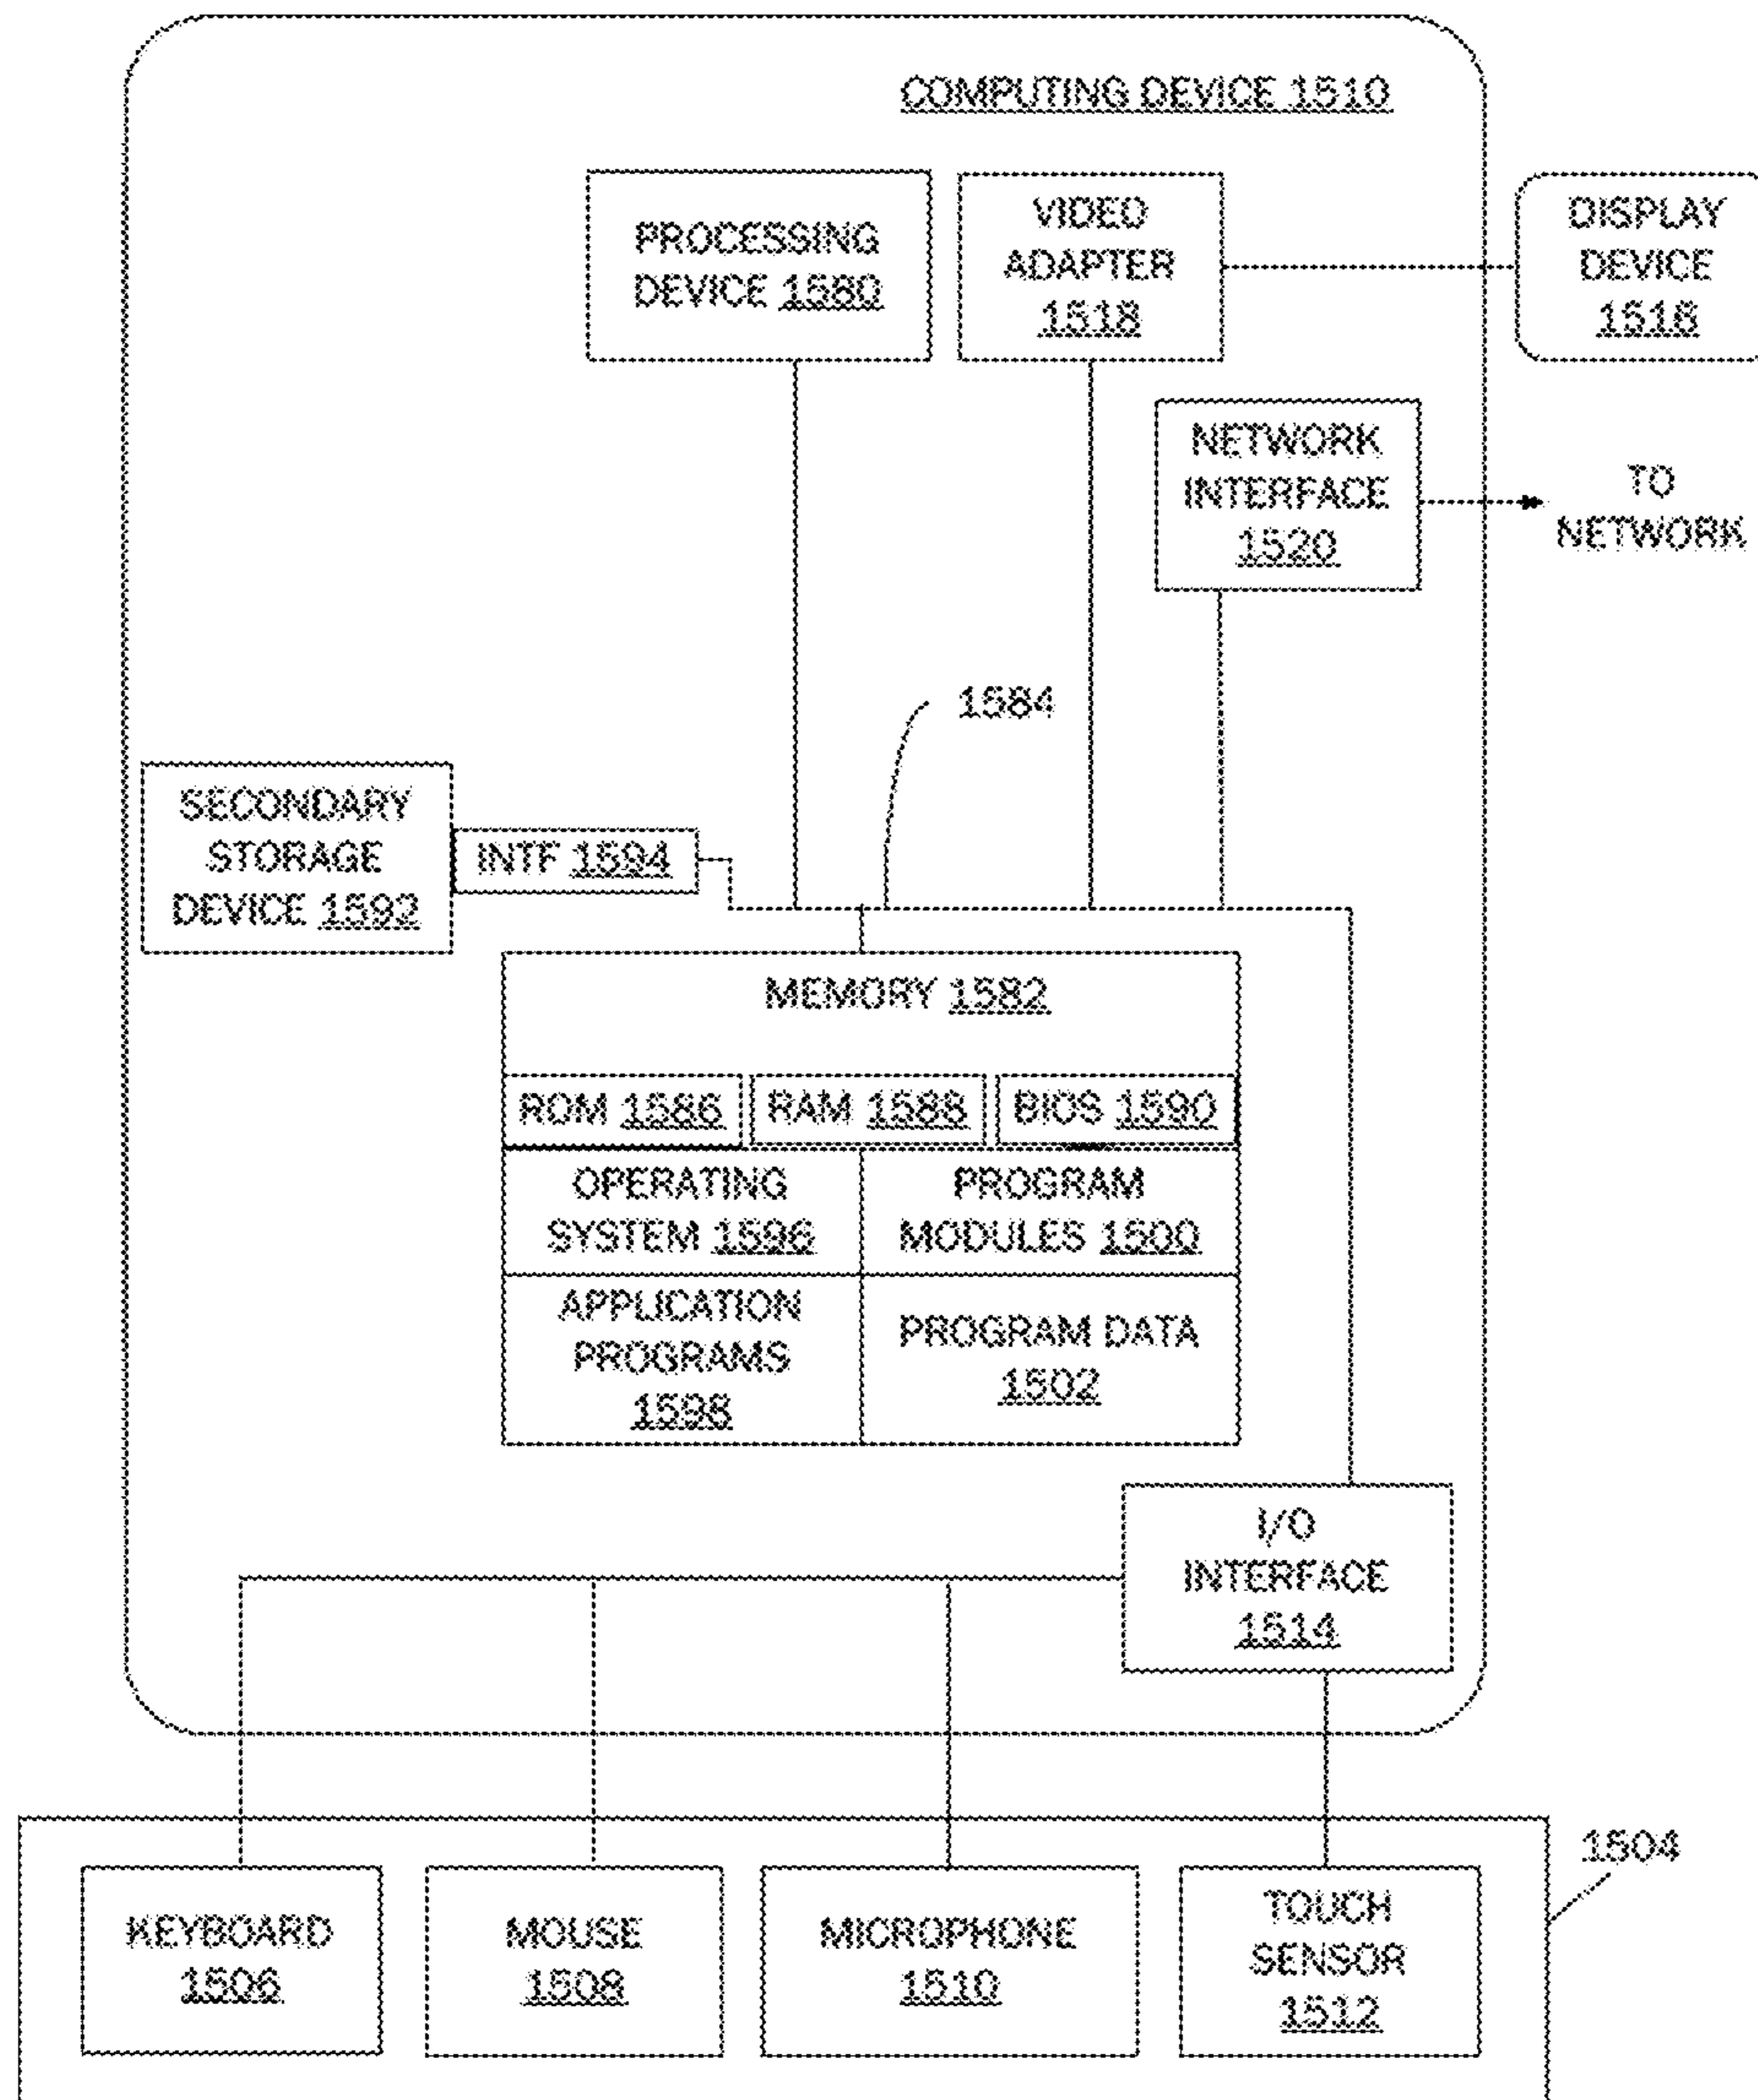 COMPUTING DEVICE 1510
PROCESSING
DEVICE 1580
VIDEO
ADAPTER
1518
DISPLAY
DEVICE
1516
NETWORK
INTERFACE
1520
TO
NETWORK
1584
SECONDARY
STORAGE
DEVICE 1592
INTF 1594
MEMORY 1582
ROM 1586
RAM 1588
BIOS 1590
OPERATING
SYSTEM 1596
PROGRAM
MODULES 1500
APPLICATION
PROGRAMS
1598
PROGRAM DATA
1502
I/O
INTERFACE
1514
1504
KEYBOARD
1506
MOUSE
1508
MICROPHONE
1510
TOUCH
SENSOR
1512